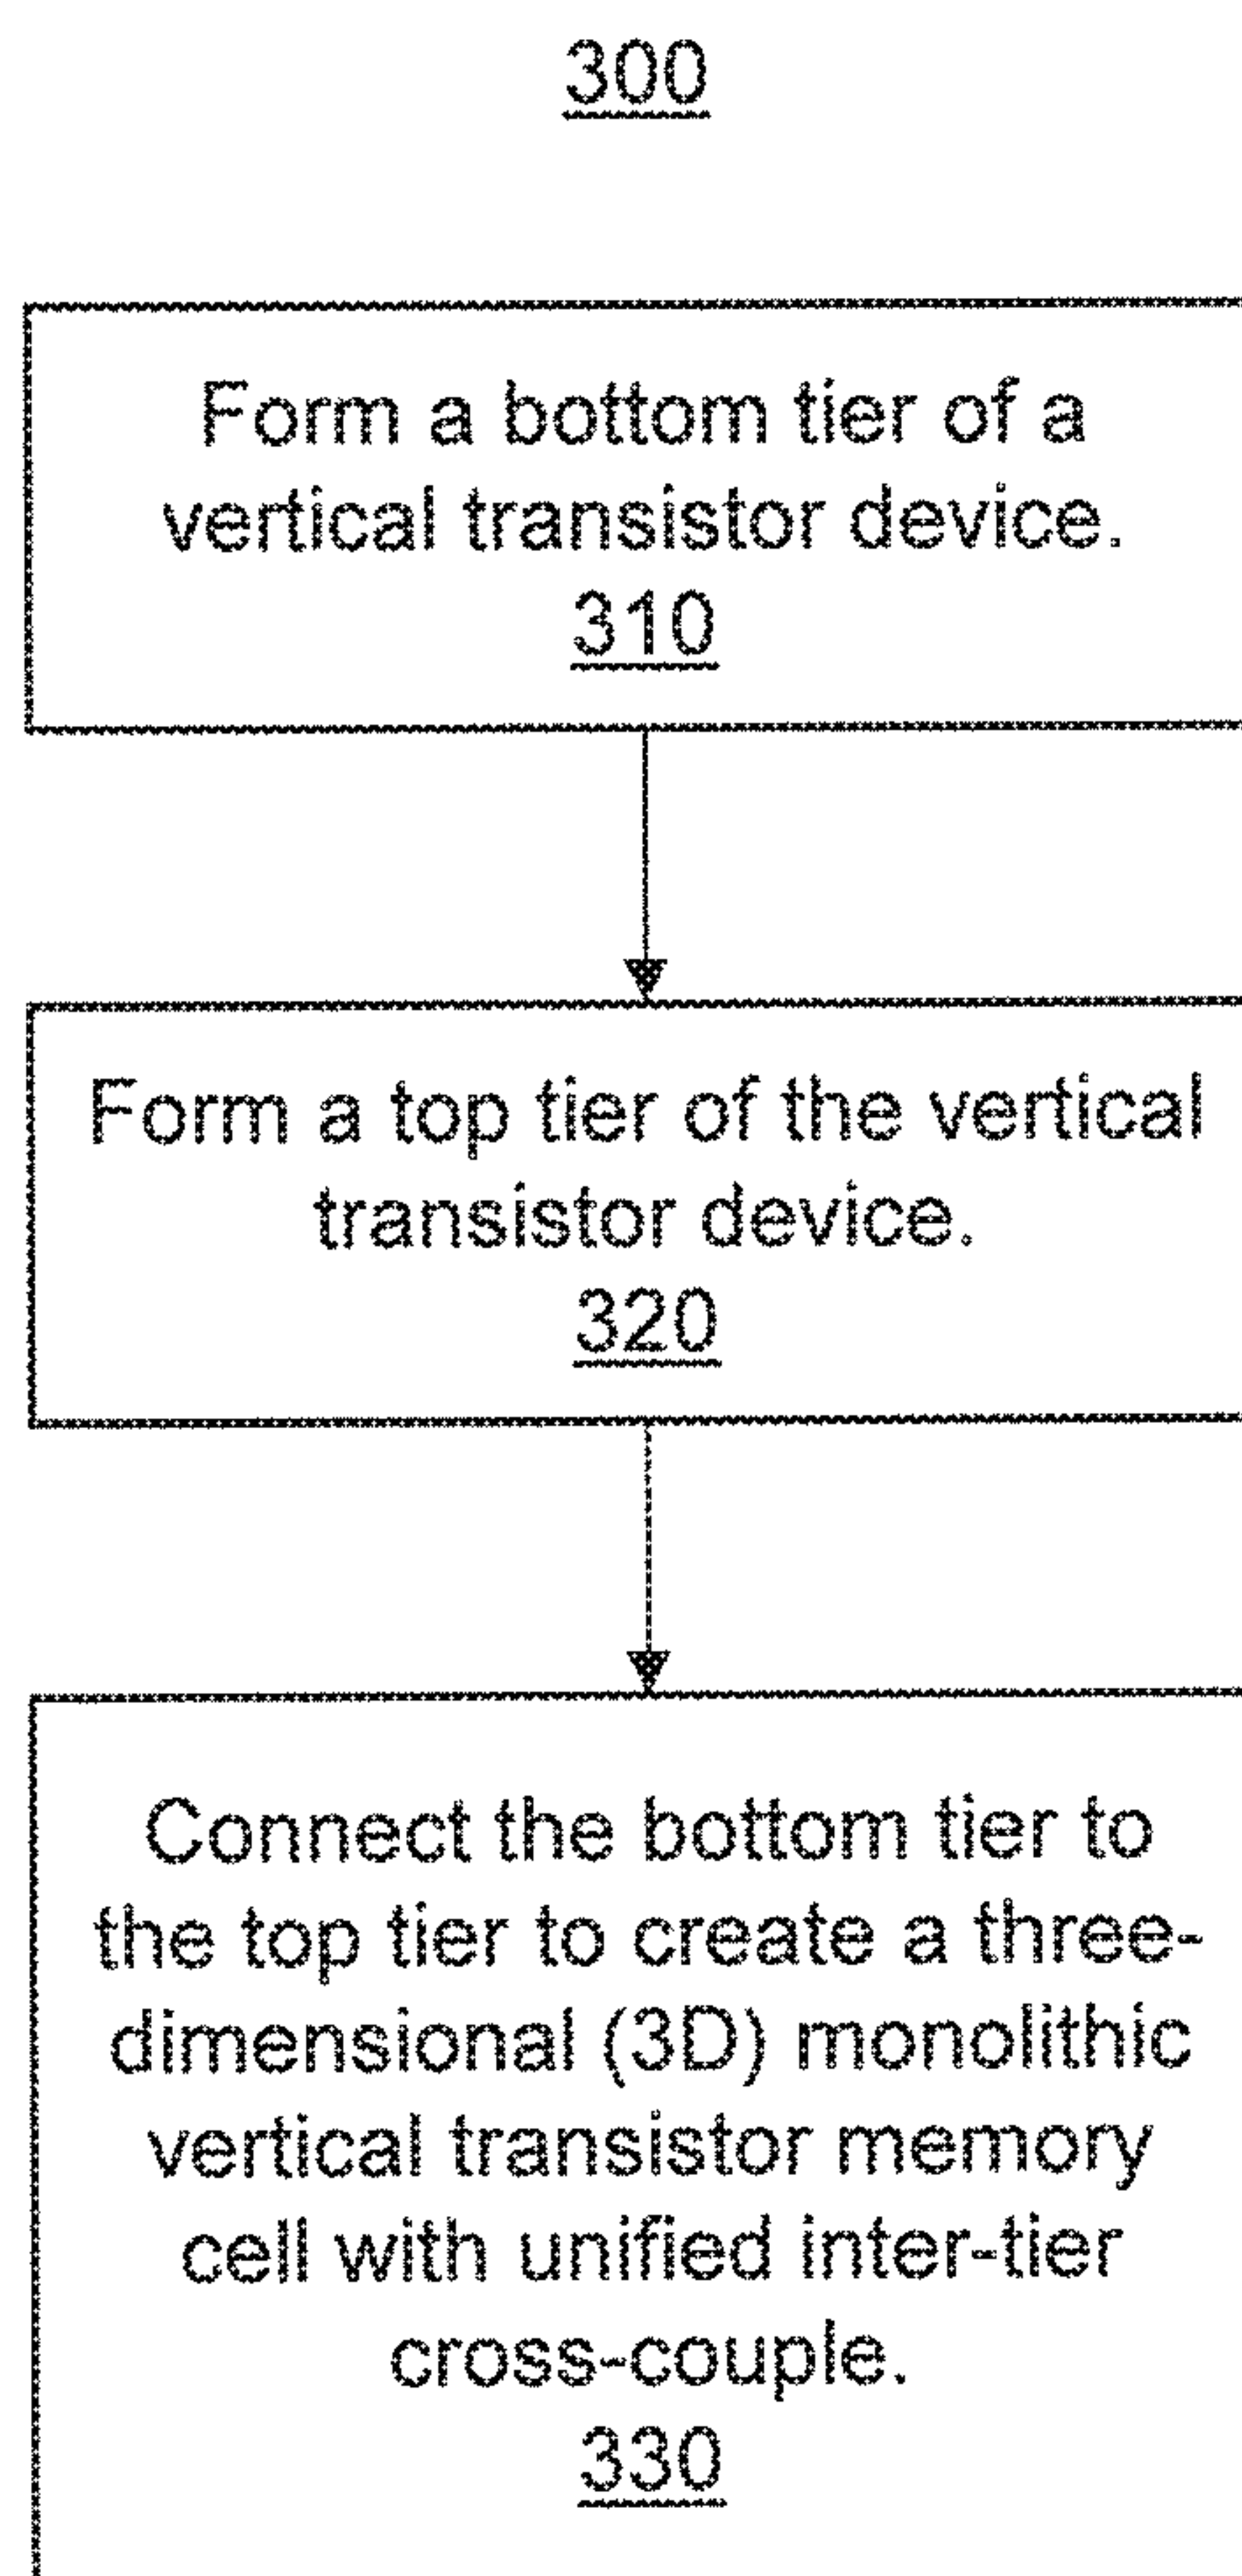 300
Form a bottom tier of a
vertical transistor device.
310
Form a top tier of the vertical
transistor device.
320
Connect the bottom tier to
the top tier to create a three-
dimensional (3D) monolithic
vertical transistor memory
cell with unified inter-tier
cross-couple.
330